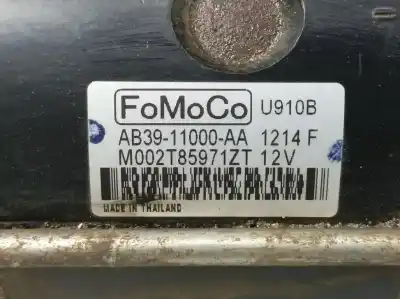 FoMoCo U910B
AB39-11000-AA 1214 F
M002T85971ZT 12V
MADE IN THAILAND